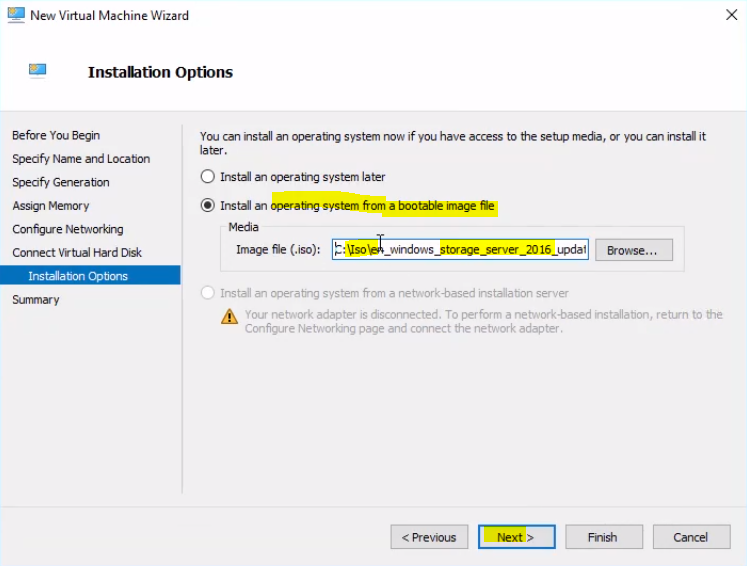 New Virtual Machine Wizard
Installation Options
Before You Begin
Specify Name and Location
Specify Generation
Assign Memory
Configure Networking
Connect Virtual Hard Disk
Installation Options
Summary
You can install an operating system now if you have access to the setup media, or you can install it
later.
Install an operating system later
Install an operating system from a bootable image file
Media
Image file (.iso): C:\Iso\en_windows_storage_server_2016_updat
Browse...
Install an operating system from a network-based installation server
Your network adapter is disconnected. To perform a network-based installation, return to the
Configure Networking page and connect the network adapter.
< Previous
Next >
Finish
Cancel